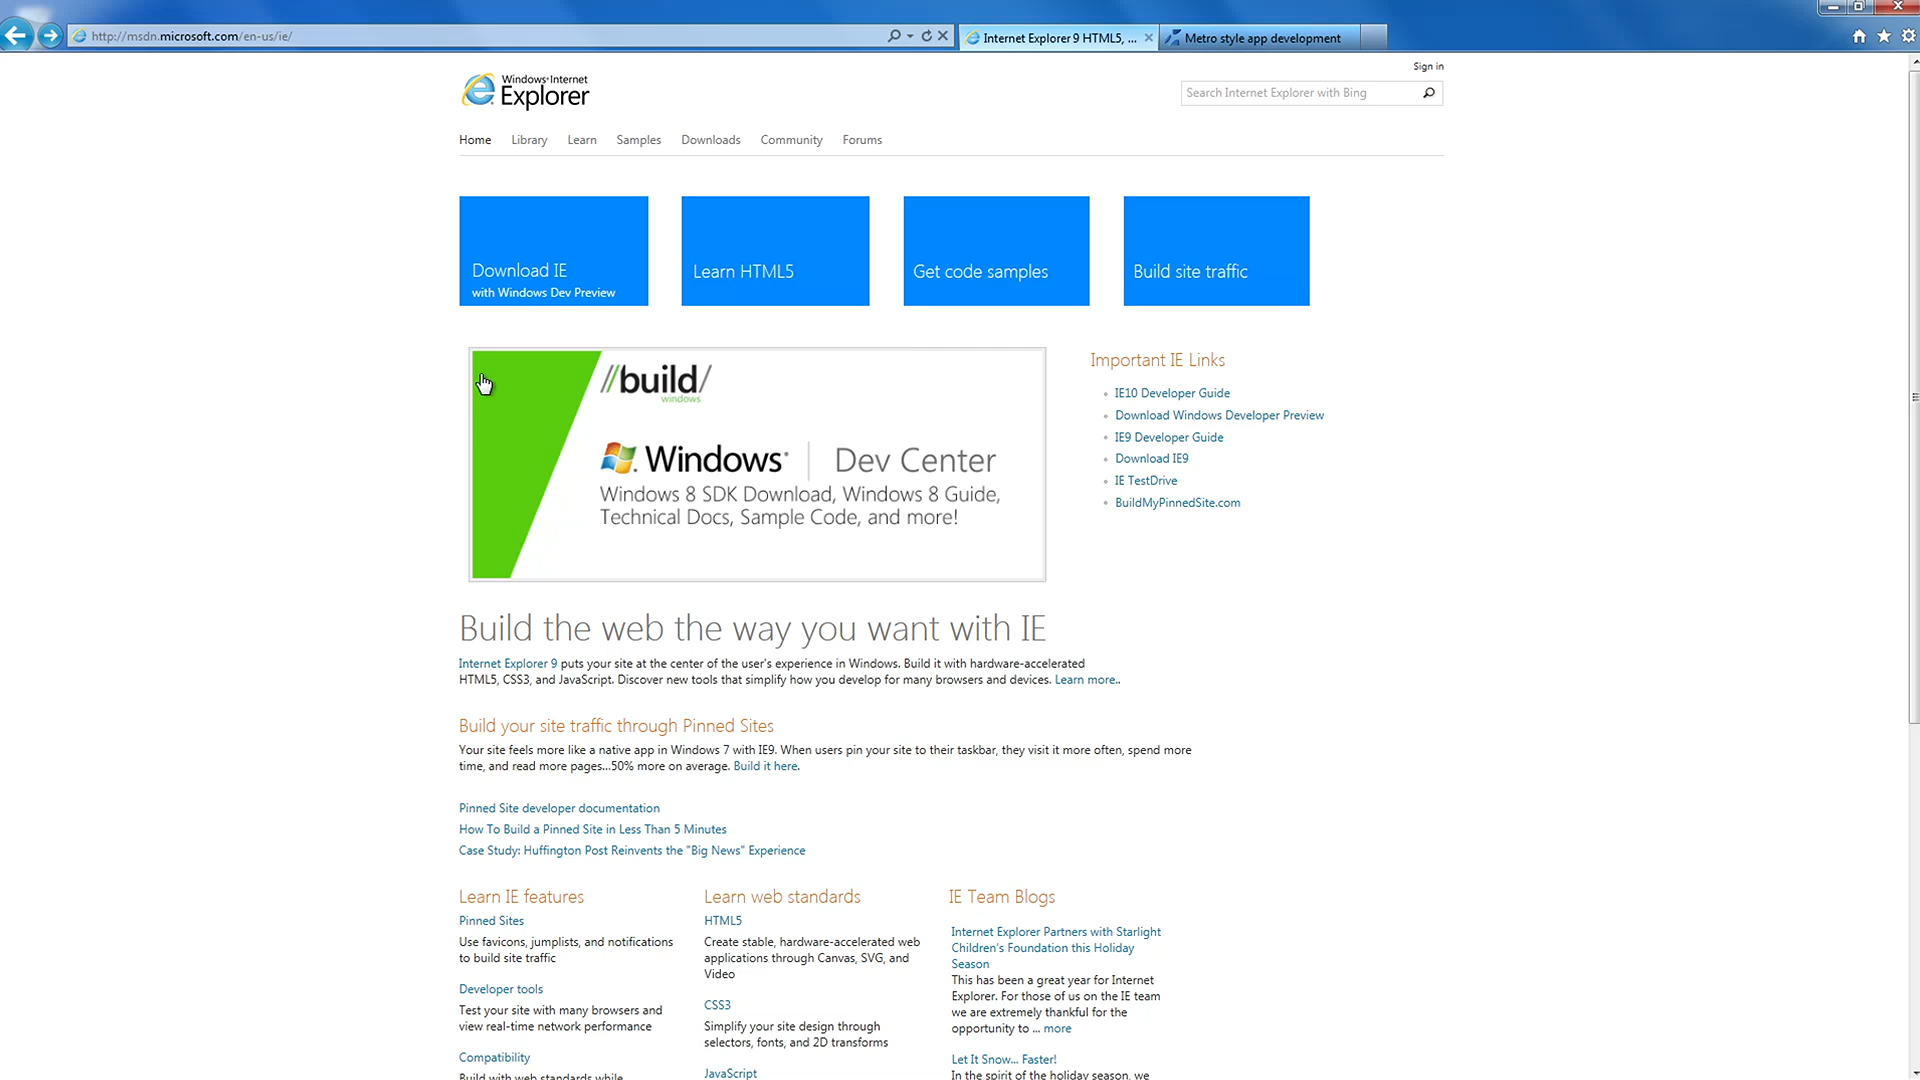 http://msdn.microsoft.com/en-us/ie/
Internet Explorer 9 HTML5, ...
Metro style app development
Sign in
Windows Internet
Explorer
Search Internet Explorer with Bing
Home Library Learn Samples Downloads Community Forums
Download IE
with Windows Dev Preview
Learn HTML5
Get code samples
Build site traffic
//build/
windows
Windows | Dev Center
Windows 8 SDK Download, Windows 8 Guide,
Technical Docs, Sample Code, and more!
Important IE Links
IE10 Developer Guide
Download Windows Developer Preview
IE9 Developer Guide
Download IE9
IE TestDrive
BuildMyPinnedSite.com
Build the web the way you want with IE
Internet Explorer 9 puts your site at the center of the user's experience in Windows. Build it with hardware-accelerated
HTML5, CSS3, and JavaScript. Discover new tools that simplify how you develop for many browsers and devices. Learn more..
Build your site traffic through Pinned Sites
Your site feels more like a native app in Windows 7 with IE9. When users pin your site to their taskbar, they visit it more often, spend more
time, and read more pages...50% more on average. Build it here.
Pinned Site developer documentation
How To Build a Pinned Site in Less Than 5 Minutes
Case Study: Huffington Post Reinvents the "Big News" Experience
Learn IE features
Pinned Sites
Use favicons, jumplists, and notifications
to build site traffic
Developer tools
Test your site with many browsers and
view real-time network performance
Compatibility
Build with web standards while
Learn web standards
HTML5
Create stable, hardware-accelerated web
applications through Canvas, SVG, and
Video
CSS3
Simplify your site design through
selectors, fonts, and 2D transforms
JavaScript
IE Team Blogs
Internet Explorer Partners with Starlight
Children's Foundation this Holiday
Season
This has been a great year for Internet
Explorer. For those of us on the IE team
we are extremely thankful for the
opportunity to ... more
Let It Snow... Faster!
In the spirit of the holiday season, we